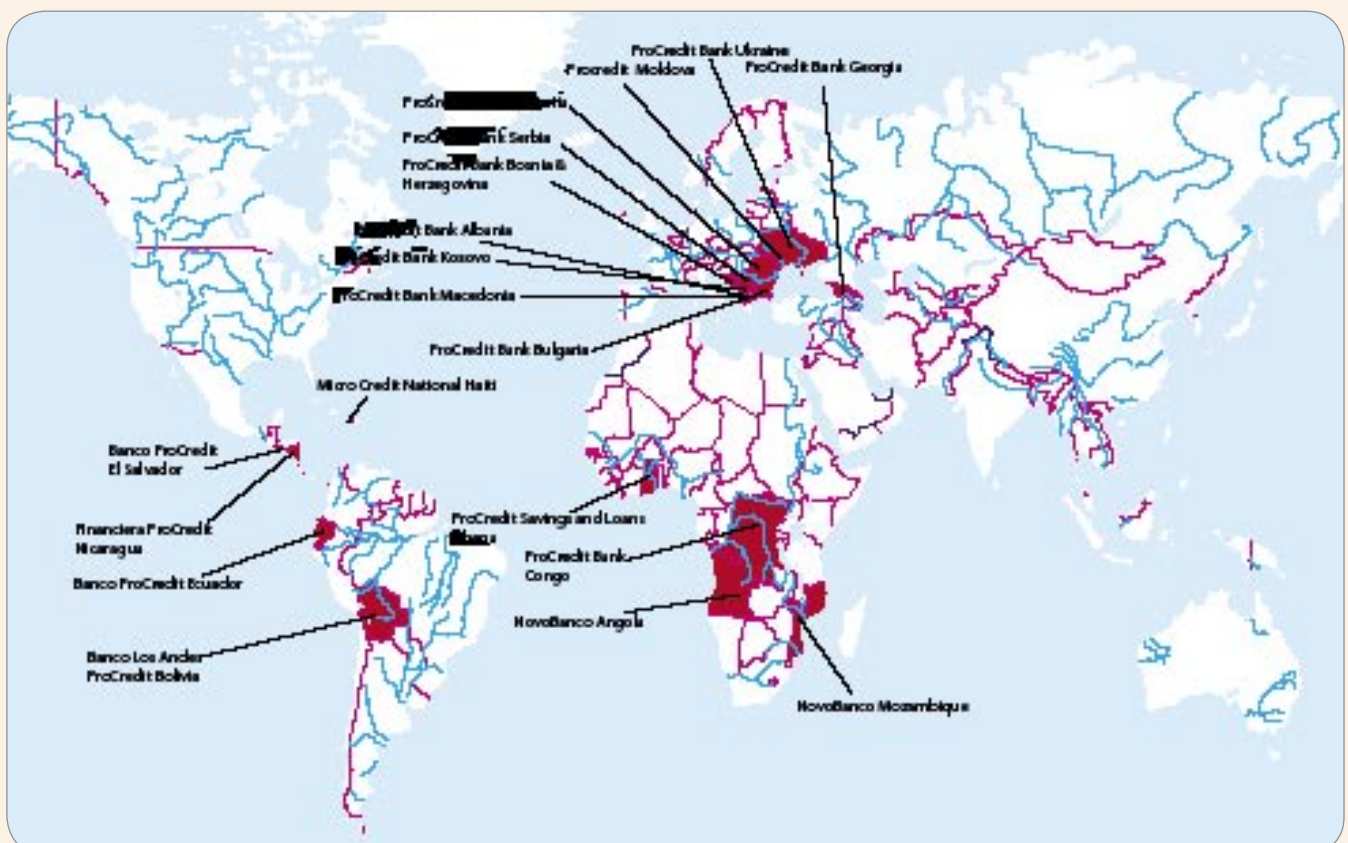 ProCredit Bank Ukraine
Procredit Moldova
ProCredit Bank Georgia
Serbia
ProCredit Bank Bosnia &
Herzegovina
Bank Albania
Bank Kosovo
ProCredit Bank Macedonia
ProCredit Bank Bulgaria
Micro Credit National Haiti
Banco ProCredit
El Salvador
Financiera ProCredit
Nicaragua
Banco ProCredit Ecuador
Banco Los Andes
ProCredit Bolivia
ProCredit Savings and Loans
ProCredit Bank
Congo
NovoBanco Angola
NovoBanco Mozambique